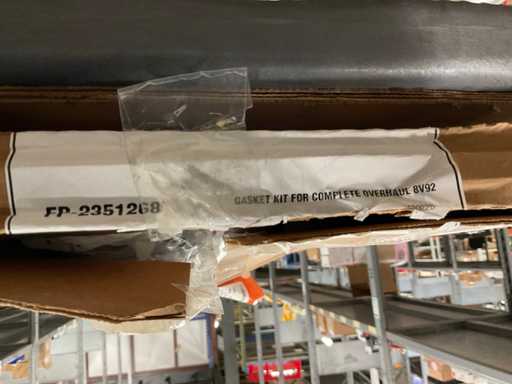 FP-2351268
GASKET KIT FOR COMPLETE OVERHAUL 8V92